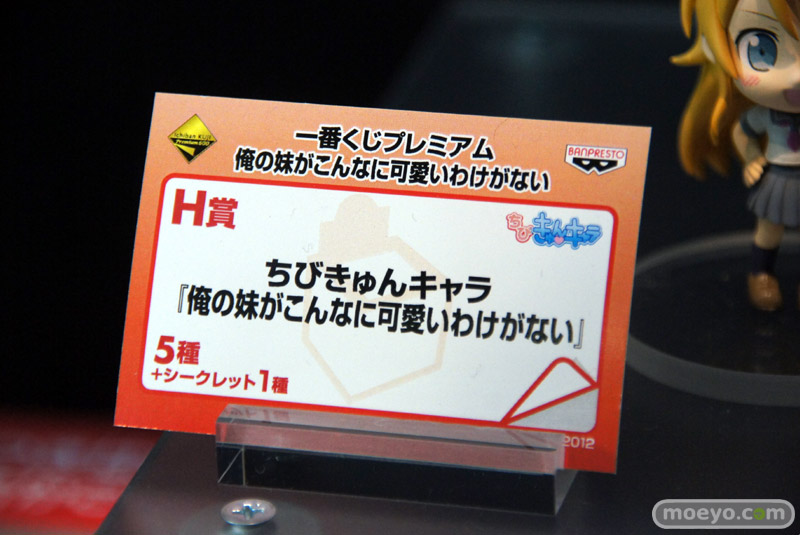 一番くじプレミアム
俺の妹がこんなに可愛いわけがない
BANPRESTO
H賞
ちびきゅんキャラ
ちびきゅんキャラ
『俺の妹がこんなに可愛いわけがない』
5種
+シークレット1種
2012
moeyo.com